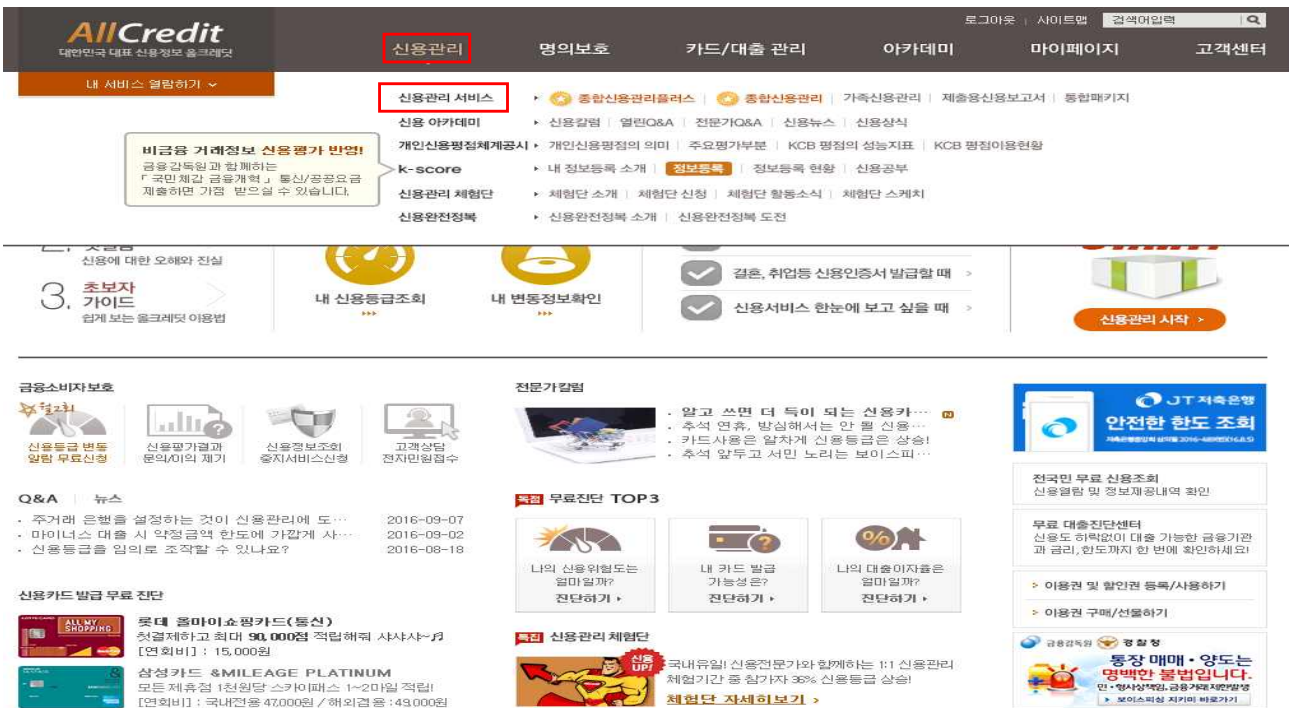 로그아웃 | 사이트맵 검색어입력
AllCredit
대한민국 대표 신용정보 올크레딧
신용관리 명의보호 카드/대출 관리 아카데미 마이페이지 고객센터
내 서비스 열람하기
신용관리 서비스 종합신용관리플러스 | 종합신용관리 | 가족신용관리 | 제출용신용보고서 | 통합패키지
신용 아카데미 신용칼럼 | 열린Q&A | 전문가Q&A | 신용뉴스 | 신용상식
개인신용평점체계공시 개인신용평점의 의미 | 주요평가부분 | KCB 평점의 성능지표 | KCB 평점이용현황
k-score 내 정보등록 소개 | 정보등록 | 정보등록 현황 | 신용공부
신용관리 체험단 체험단 소개 | 체험단 신청 | 체험단 활동소식 | 체험단 스케치
신용완전정복 신용완전정복 소개 | 신용완전정복 도전
비금융 거래정보 신용평가 반영!
금융감독원과 함께하는
「국민체감 금융개혁」 통신/공공요금
제출하면 가점 받으실 수 있습니다.
신용에 대한 오해와 진실
3. 초보자
가이드
쉽게 보는 올크레딧 이용법
내 신용등급조회
내 변동정보확인
결혼, 취업등 신용인증서 발급할 때 >
신용서비스 한눈에 보고 싶을 때 >
신용관리 시작 >
금융소비자보호
신용등급 변동
알람 무료신청
신용평가결과
문의/이의 제기
신용정보조회
중지서비스신청
고객상담
전자민원접수
전문가칼럼
· 알고 쓰면 더 득이 되는 신용카… N
· 추석 연휴, 방심해서는 안 될 신용…
· 카드사용은 알차게 신용등급은 상승!
· 추석 앞두고 서민 노리는 보이스피…
JT저축은행
안전한 한도 조회
전국민 무료 신용조회
신용열람 및 정보제공내역 확인
무료 대출진단센터
신용도 하락없이 대출 가능한 금융기관
과 금리,한도까지 한 번에 확인하세요!
> 이용권 및 할인권 등록/사용하기
> 이용권 구매/선물하기
Q&A | 뉴스
· 주거래 은행을 설정하는 것이 신용관리에 도… 2016-09-07
· 마이너스 대출 시 약정금액 한도에 가깝게 사… 2016-09-02
· 신용등급을 임의로 조작할 수 있나요? 2016-08-18
독점 무료진단 TOP3
나의 신용위험도는
얼마일까?
진단하기
내 카드 발급
가능성은?
진단하기
나의 대출이자율은
얼마일까?
진단하기
신용카드 발급 무료 진단
ALL MY
SHOPPING
롯데 올마이쇼핑카드(통신)
첫결제하고 최대 90,000점 적립해줘 샤샤샤~♬
[연회비] : 15,000원
삼성카드 &MILEAGE PLATINUM
모든 제휴점 1천원당 스카이패스 1~2마일 적립!
[연회비] : 국내전용 47,000원 / 해외겸용 :49,000원
독점 신용관리 체험단
신용
UP!
국내유일! 신용전문가와 함께하는 1:1 신용관리
체험기간 중 참가자 36% 신용등급 상승!
체험단 자세히보기 >
금융감독원 경찰청
통장 매매 · 양도는
명백한 불법입니다.
민·형사상책임, 금융거래제한발생
보이스피싱 지키미 바로가기